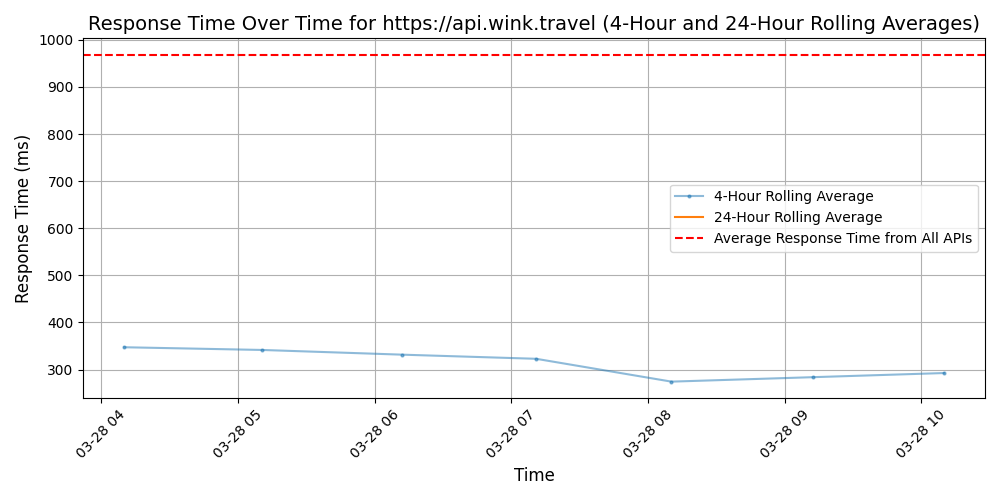 Response Time Over Time for https://api.wink.travel (4-Hour and 24-Hour Rolling Averages)
Response Time (ms)
1000
900
800
700
600
500
400
300
4-Hour Rolling Average
24-Hour Rolling Average
Average Response Time from All APIs
03-28 04
03-28 05
03-28 06
03-28 07
03-28 08
03-28 09
03-28 10
Time